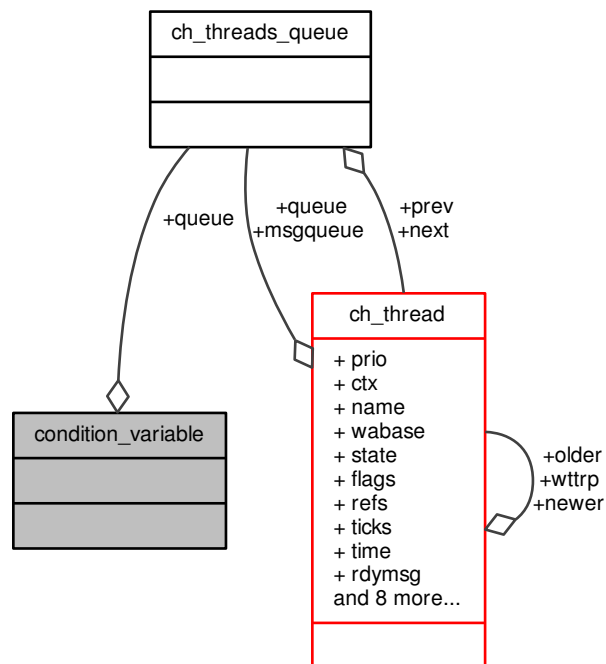 ch_threads_queue
+queue
+queue
+msgqueue
+prev
+next
ch_thread
+ prio
+ ctx
+ name
+ wabase
+ state
+ flags
+ refs
+ ticks
+ time
+ rdymsg
and 8 more...
condition_variable
+older
+wttrp
+newer